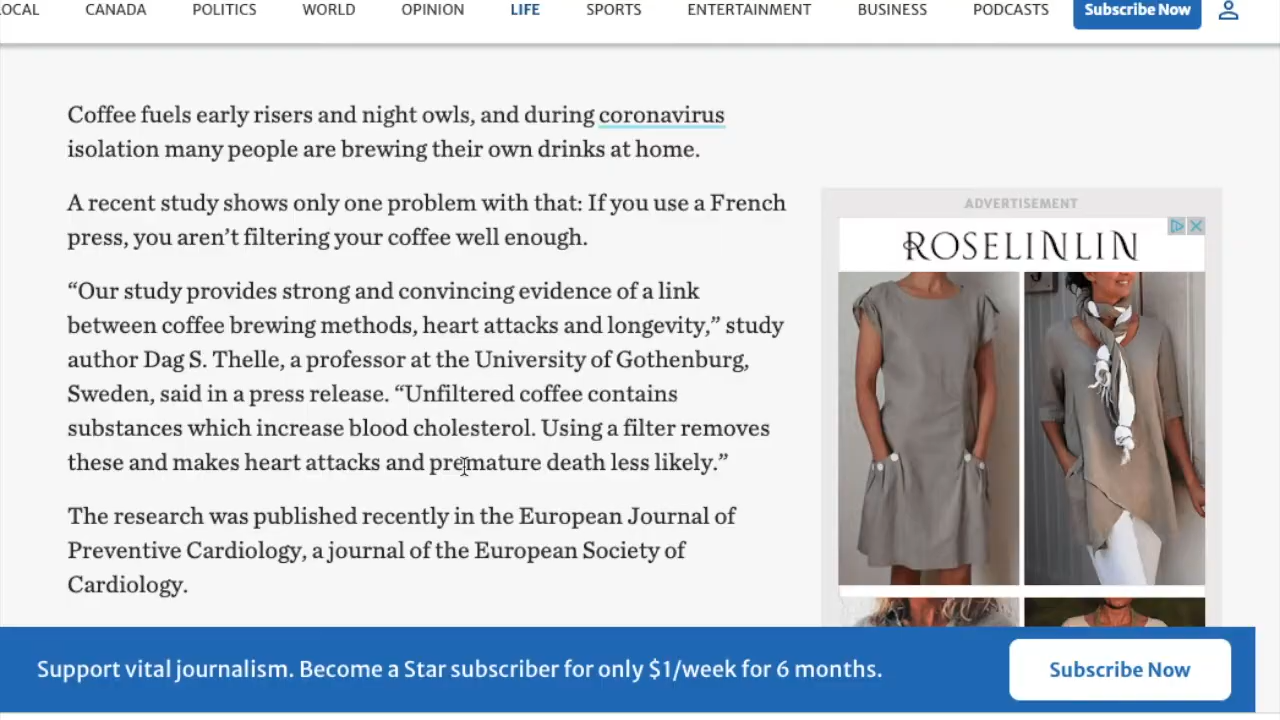 CANADA
POLITICS
WORLD
OPINION
LIFE
SPORTS
ENTERTAINMENT
BUSINESS
PODCASTS
Subscribe Now
Coffee fuels early risers and night owls, and during coronavirus
isolation many people are brewing their own drinks at home.
A recent study shows only one problem with that: If you use a French
press, you aren’t filtering your coffee well enough.
“Our study provides strong and convincing evidence of a link
between coffee brewing methods, heart attacks and longevity,” study
author Dag S. Thelle, a professor at the University of Gothenburg,
Sweden, said in a press release. “Unfiltered coffee contains
substances which increase blood cholesterol. Using a filter removes
these and makes heart attacks and premature death less likely.”
The research was published recently in the European Journal of
Preventive Cardiology, a journal of the European Society of
Cardiology.
ADVERTISEMENT
ROSELINLIN
Support vital journalism. Become a Star subscriber for only $1/week for 6 months.
Subscribe Now